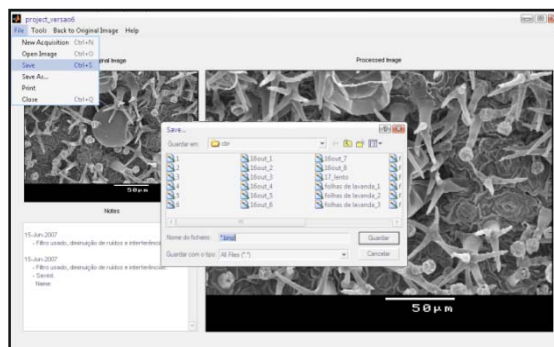 project_versao6
File Tools Back to Original Image Help
New Acquisition Ctrl+N
Open Image Ctrl+O
Save Ctrl+S
Save As...
Print
Close Ctrl+Q
inal Image
Processed Image
50µm
Notes
15-Jun-2007
- Filtro usado, diminuição de ruídos e interferências
15-Jun-2007
- Filtro usado, diminuição de ruídos e interferências
- Saved.
Name:
Save...
Guardar em:
1 16out_1 16out_7 f
2 16out_2 16out_8 f
3 16out_3 17_lento f
4 16out_4 folhas de lavanda_1 f
5 16out_5 folhas de lavanda_2 f
6 16out_6 folhas de lavanda_3 f
Nome do ficheiro: *.bmp Guardar
Guardar com o tipo: All Files (*.*) Cancelar
50µm